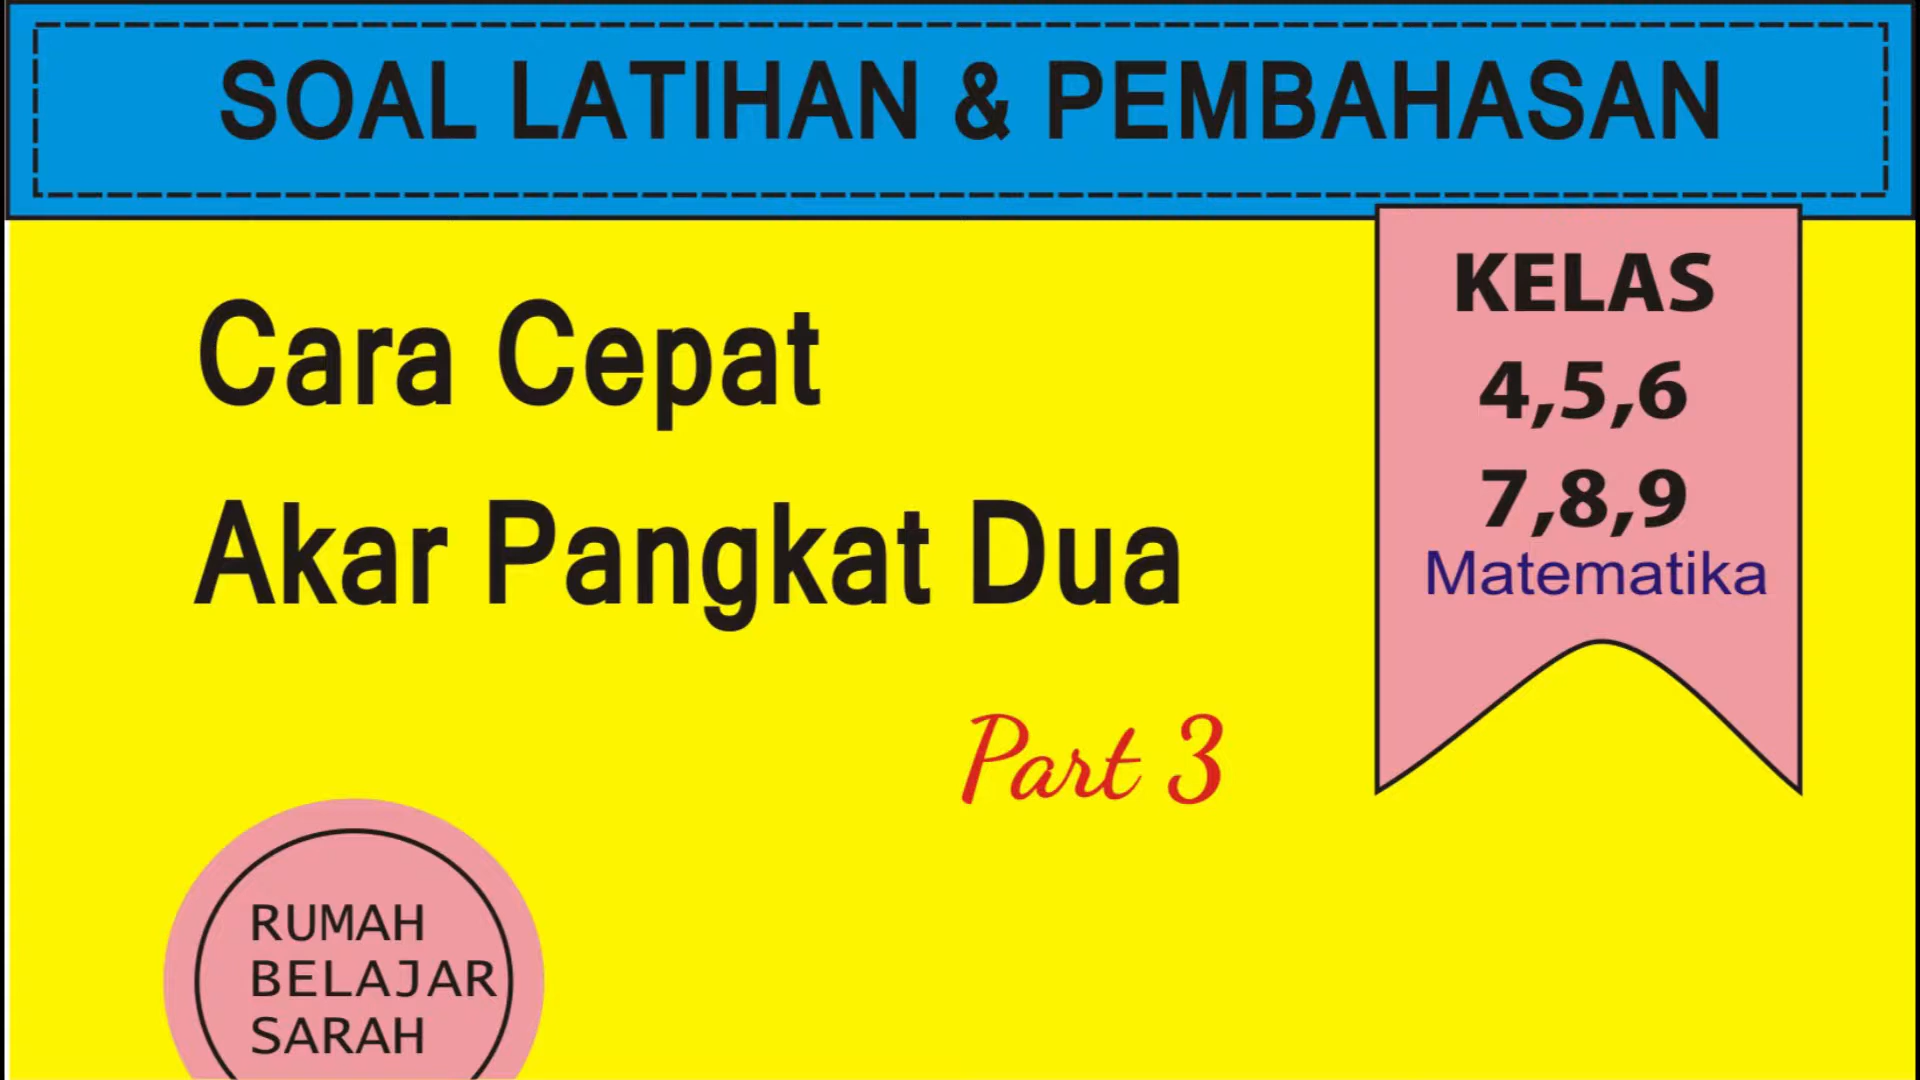 SOAL LATIHAN & PEMBAHASAN
Cara Cepat
Akar Pangkat Dua
Part 3
KELAS
4,5,6
7,8,9
Matematika
RUMAH
BELAJAR
SARAH